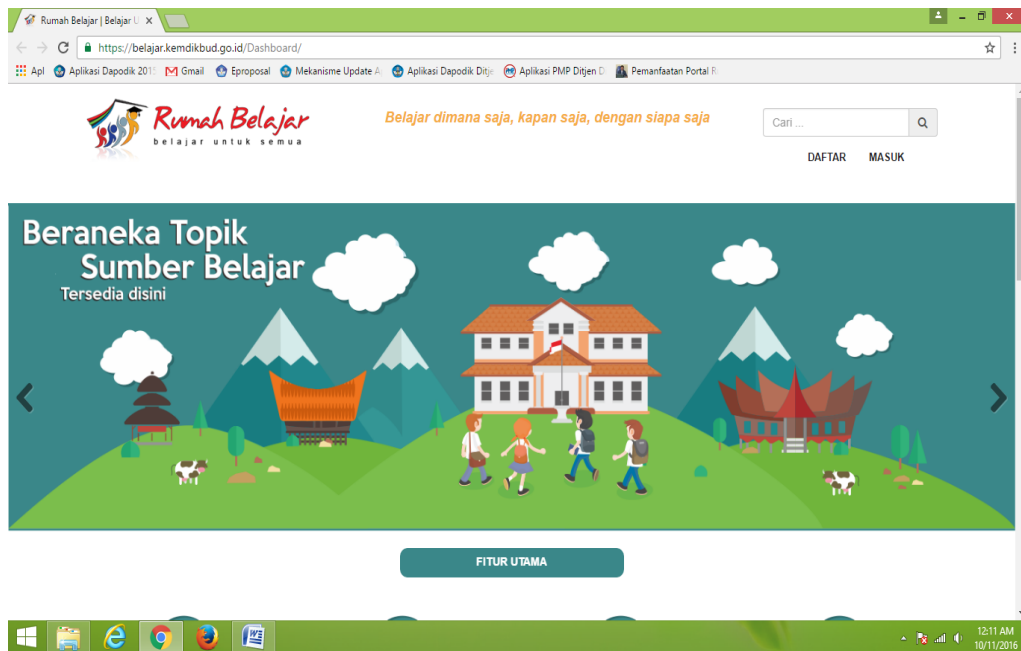 Rumah Belajar | Belajar U
https://belajar.kemdikbud.go.id/Dashboard/
Apl Aplikasi Dapodik 201 Gmail Eproposal Mekanisme Update A Aplikasi Dapodik Ditje Aplikasi PMP Ditjen D Pemanfaatan Portal R
Rumah Belajar
belajar untuk semua
Belajar dimana saja, kapan saja, dengan siapa saja
Cari ...
DAFTAR MASUK
Beraneka Topik
Sumber Belajar
Tersedia disini
FITUR UTAMA
12:11 AM
10/11/2016